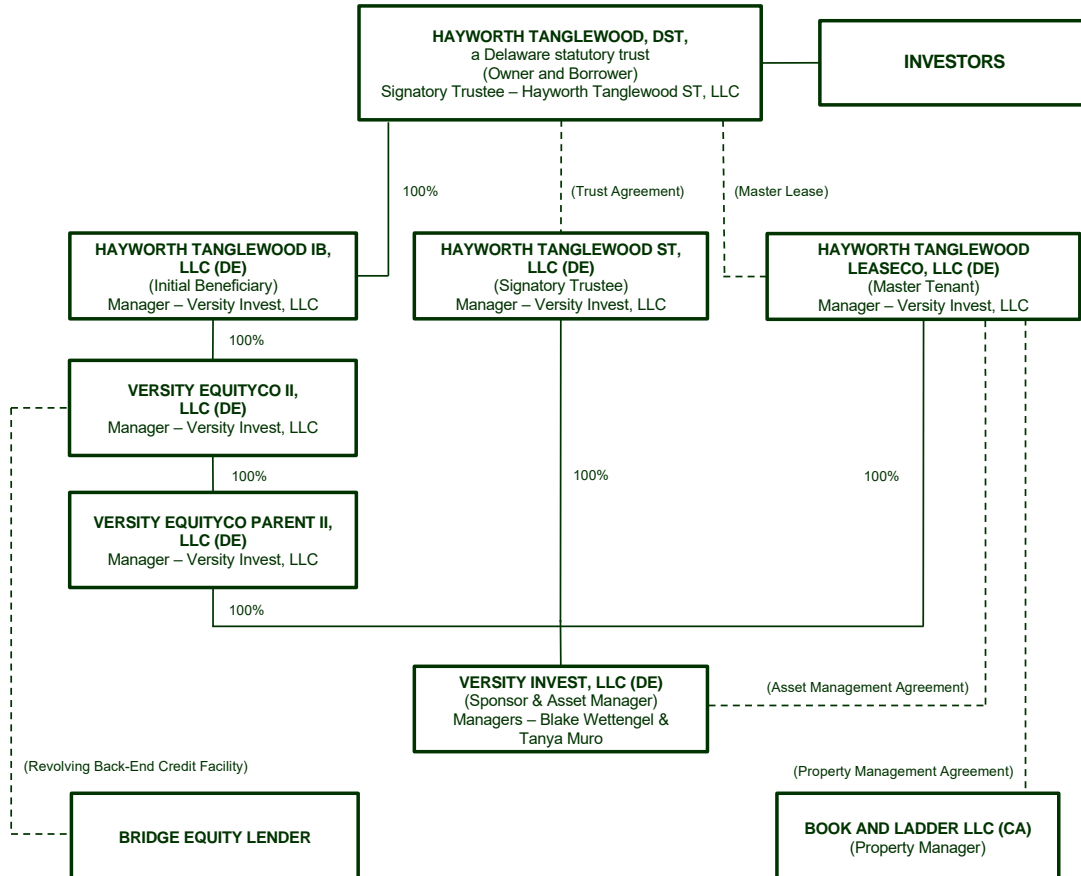 HAYWORTH TANGLEWOOD, DST,
a Delaware statutory trust
(Owner and Borrower)
Signatory Trustee – Hayworth Tanglewood ST, LLC
INVESTORS
100%
(Trust Agreement)
(Master Lease)
HAYWORTH TANGLEWOOD IB,
LLC (DE)
(Initial Beneficiary)
Manager – Versity Invest, LLC
HAYWORTH TANGLEWOOD ST,
LLC (DE)
(Signatory Trustee)
Manager – Versity Invest, LLC
HAYWORTH TANGLEWOOD
LEASECO, LLC (DE)
(Master Tenant)
Manager – Versity Invest, LLC
100%
VERSITY EQUITYCO II,
LLC (DE)
Manager – Versity Invest, LLC
100%
100%
100%
VERSITY EQUITYCO PARENT II,
LLC (DE)
Manager – Versity Invest, LLC
100%
VERSITY INVEST, LLC (DE)
(Sponsor & Asset Manager)
Managers – Blake Wettengel &
Tanya Muro
(Asset Management Agreement)
(Revolving Back-End Credit Facility)
(Property Management Agreement)
BRIDGE EQUITY LENDER
BOOK AND LADDER LLC (CA)
(Property Manager)